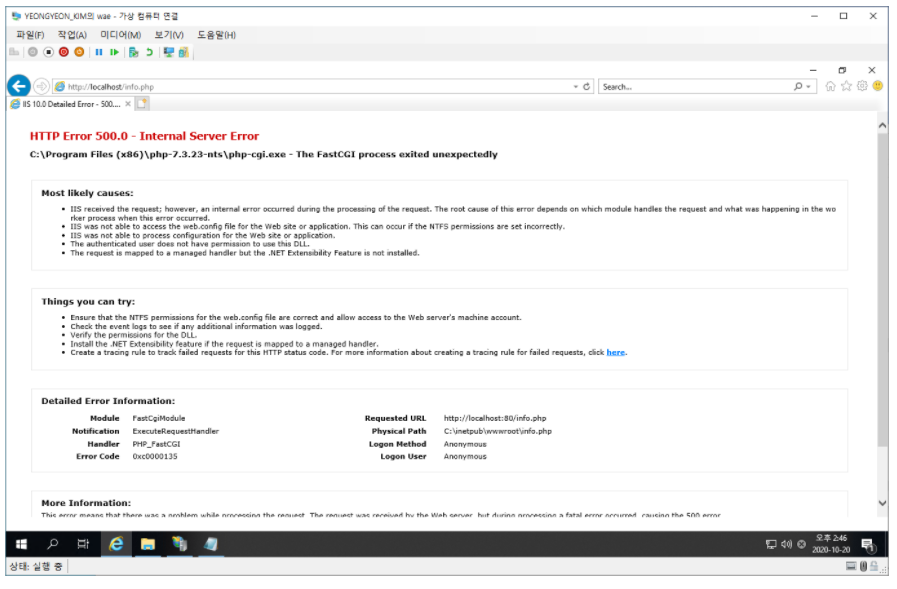 YEONGYEON_KIM의 wae - 가상 컴퓨터 연결
파일(F) 작업(A) 미디어(M) 보기(V) 도움말(H)
http://localhost/info.php
Search...
IIS 10.0 Detailed Error - 500....
HTTP Error 500.0 - Internal Server Error
C:\Program Files (x86)\php-7.3.23-nts\php-cgi.exe - The FastCGI process exited unexpectedly
Most likely causes:
• IIS received the request; however, an internal error occurred during the processing of the request. The root cause of this error depends on which module handles the request and what was happening in the wo
rker process when this error occurred.
• IIS was not able to access the web.config file for the Web site or application. This can occur if the NTFS permissions are set incorrectly.
• IIS was not able to process configuration for the Web site or application.
• The authenticated user does not have permission to use this DLL.
• The request is mapped to a managed handler but the .NET Extensibility Feature is not installed.
Things you can try:
• Ensure that the NTFS permissions for the web.config file are correct and allow access to the Web server's machine account.
• Check the event logs to see if any additional information was logged.
• Verify the permissions for the DLL.
• Install the .NET Extensibility feature if the request is mapped to a managed handler.
• Create a tracing rule to track failed requests for this HTTP status code. For more information about creating a tracing rule for failed requests, click here.
Detailed Error Information:
Module FastCgiModule
Notification ExecuteRequestHandler
Handler PHP_FastCGI
Error Code 0xc0000135
Requested URL http://localhost:80/info.php
Physical Path C:\inetpub\wwwroot\info.php
Logon Method Anonymous
Logon User Anonymous
More Information:
This error means that there was a problem while processing the request. The request was received by the Web server, but during processing a fatal error occurred, causing the 500 error.
오후 2:46
2020-10-20
상태: 실행 중